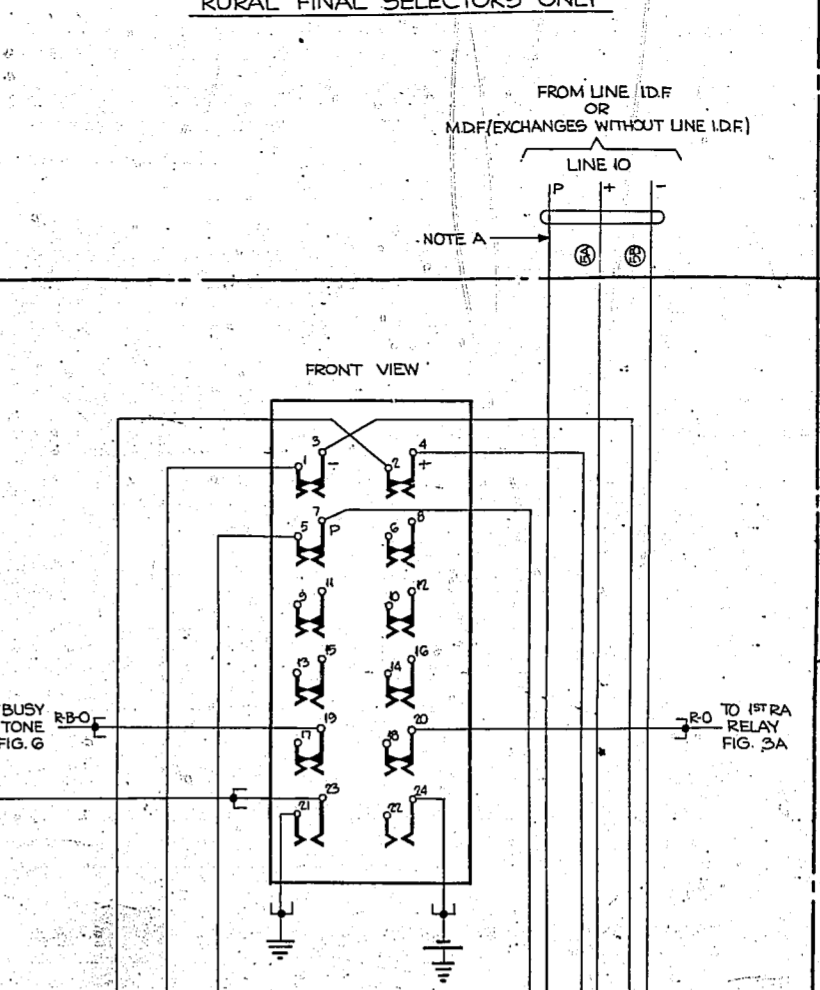 RURAL FINAL SELECTORS ONLY
FROM LINE I.D.F
OR
M.D.F.(EXCHANGES WITHOUT LINE I.D.F.)
LINE 10
P + -
NOTE A
FRONT VIEW
3 4
1 - 2 +
7 8
5 P 6
11 12
9 10
15 16
13 14
BUSY
TONE
FIG. 6
R-B-O
19 20
17 18
R-O
TO 1ST RA
RELAY
FIG. 3A
23 24
21 22